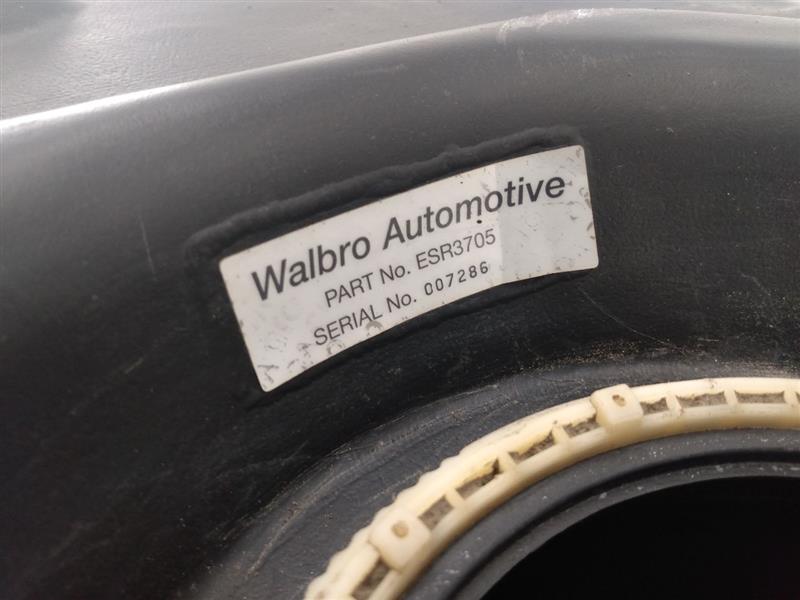 Walbro Automotive
PART No. ESR3705
SERIAL No. 007286